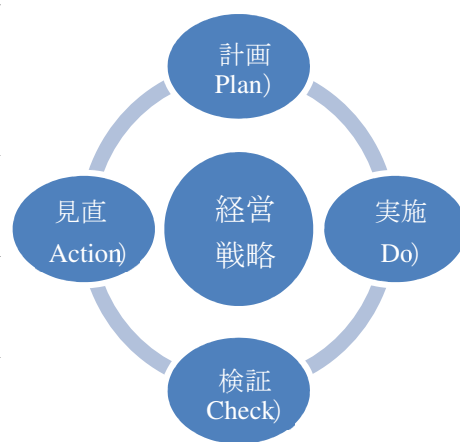 計画
Plan)
見直
Action)
経営
戦略
実施
Do)
検証
Check)